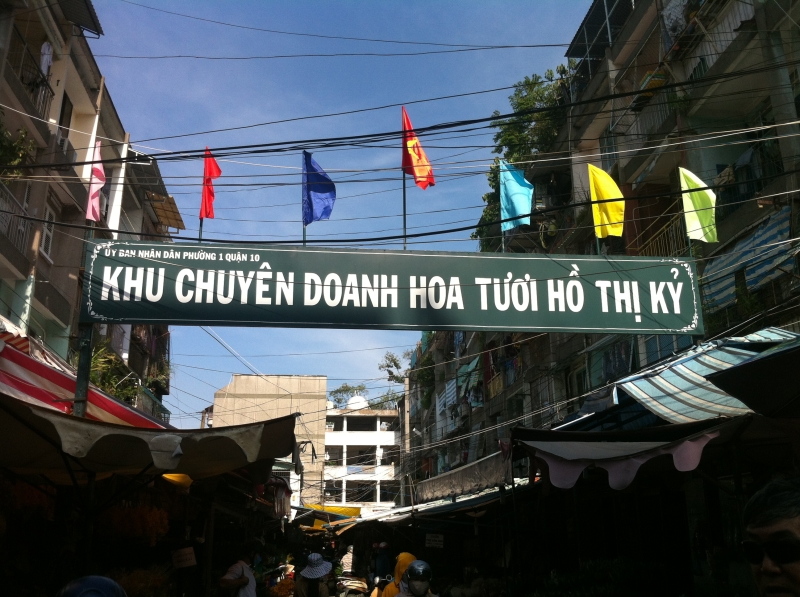 ỦY BAN NHÂN DÂN PHƯỜNG 1 QUẬN 10
KHU CHUYÊN DOANH HOA TƯƠI HỒ THỊ KỶ